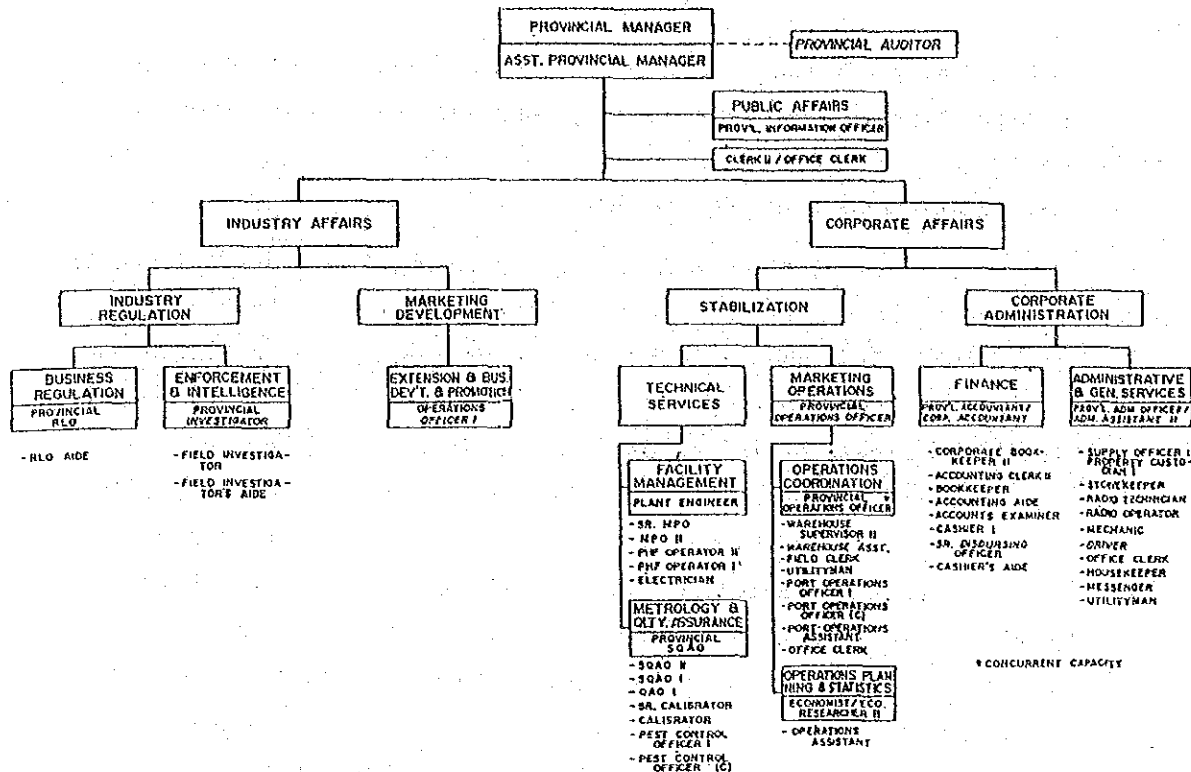 PROVINCIAL MANAGER
ASST. PROVINCIAL MANAGER
PROVINCIAL AUDITOR
PUBLIC AFFAIRS
PROV'L. INFORMATION OFFICER
CLERK II / OFFICE CLERK
INDUSTRY AFFAIRS
CORPORATE AFFAIRS
INDUSTRY
REGULATION
MARKETING
DEVELOPMENT
STABILIZATION
CORPORATE
ADMINISTRATION
BUSINESS
REGULATION
PROVINCIAL
RLO
- RLO AIDE
ENFORCEMENT
& INTELLIGENCE
PROVINCIAL
INVESTIGATOR
- FIELD INVESTIGA-
TOR
- FIELD INVESTIGA-
TOR'S AIDE
EXTENSION & BUS.
DEV'T. & PROMOTION
OPERATIONS
OFFICER I
TECHNICAL
SERVICES
FACILITY
MANAGEMENT
PLANT ENGINEER
- SR. MPO
- MPO II
- PHF OPERATOR II
- PHF OPERATOR I
- ELECTRICIAN
METROLOGY &
QLTY. ASSURANCE
PROVINCIAL
SQAO
- SQAO II
- SQAO I
- QAO I
- SR. CALIBRATOR
- CALIBRATOR
- PEST CONTROL
OFFICER I
- PEST CONTROL
OFFICER (C)
MARKETING
OPERATIONS
PROVINCIAL
OPERATIONS OFFICER
OPERATIONS
COORDINATION
PROVINCIAL *
OPERATIONS OFFICER
- WAREHOUSE
SUPERVISOR II
- WAREHOUSE ASST.
- FIELD CLERK
- UTILITYMAN
- PORT OPERATIONS
OFFICER I
- PORT OPERATIONS
OFFICER (C)
- PORT OPERATIONS
ASSISTANT
- OFFICE CLERK
OPERATIONS PLAN
NING & STATISTICS
ECONOMIST/ECO.
RESEARCHER II
- OPERATIONS
ASSISTANT
FINANCE
PROV'L. ACCOUNTANT/
CORP. ACCOUNTANT
- CORPORATE BOOK-
KEEPER II
- ACCOUNTING CLERK II
- BOOKKEEPER
- ACCOUNTING AIDE
- ACCOUNTS EXAMINER
- CASHIER I
- SR. DISBURSING
OFFICER
- CASHIER'S AIDE
ADMINISTRATIVE
& GEN. SERVICES
PROV'L. ADM OFFICER/
ADM. ASSISTANT II
- SUPPLY OFFICER I
PROPERTY CUSTO-
DIAN I
- STOREKEEPER
- RADIO TECHNICIAN
- RADIO OPERATOR
- MECHANIC
- DRIVER
- OFFICE CLERK
- HOUSEKEEPER
- MESSENGER
- UTILITYMAN
* CONCURRENT CAPACITY